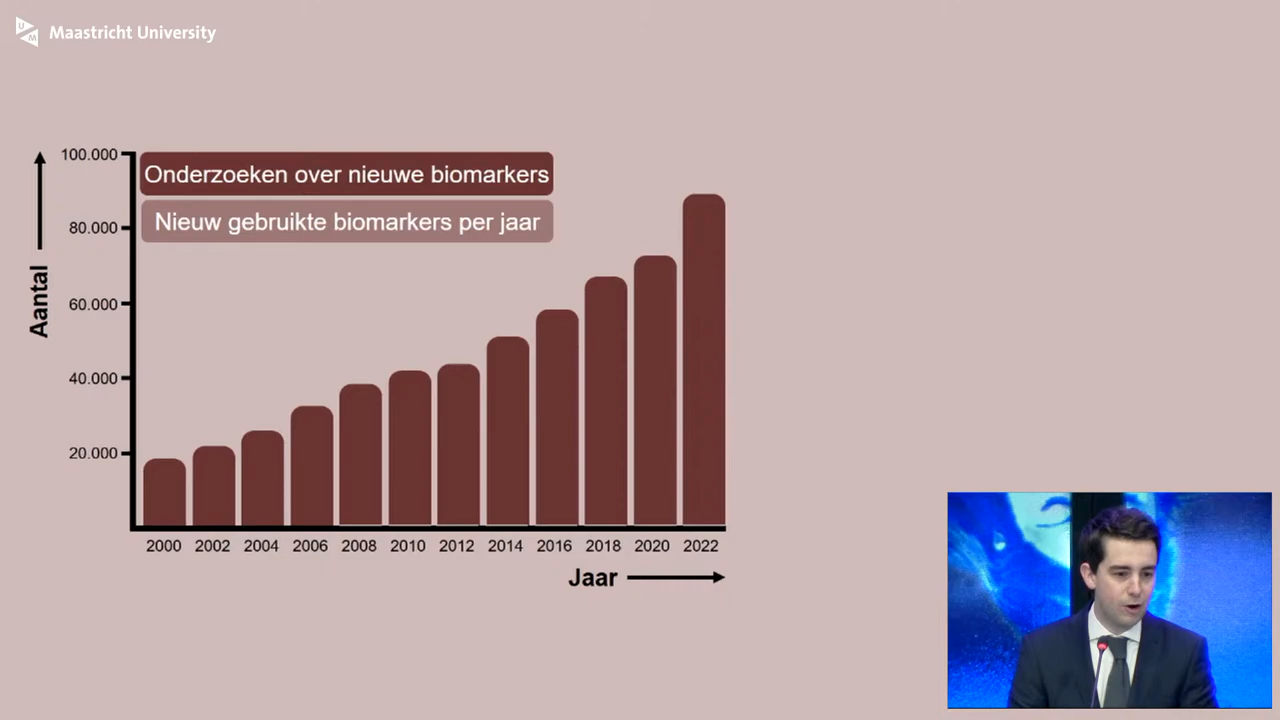 Maastricht University
100.000
80.000
60.000
40.000
20.000
Aantal
Onderzoeken over nieuwe biomarkers
Nieuw gebruikte biomarkers per jaar
2000 2002 2004 2006 2008 2010 2012 2014 2016 2018 2020 2022
Jaar